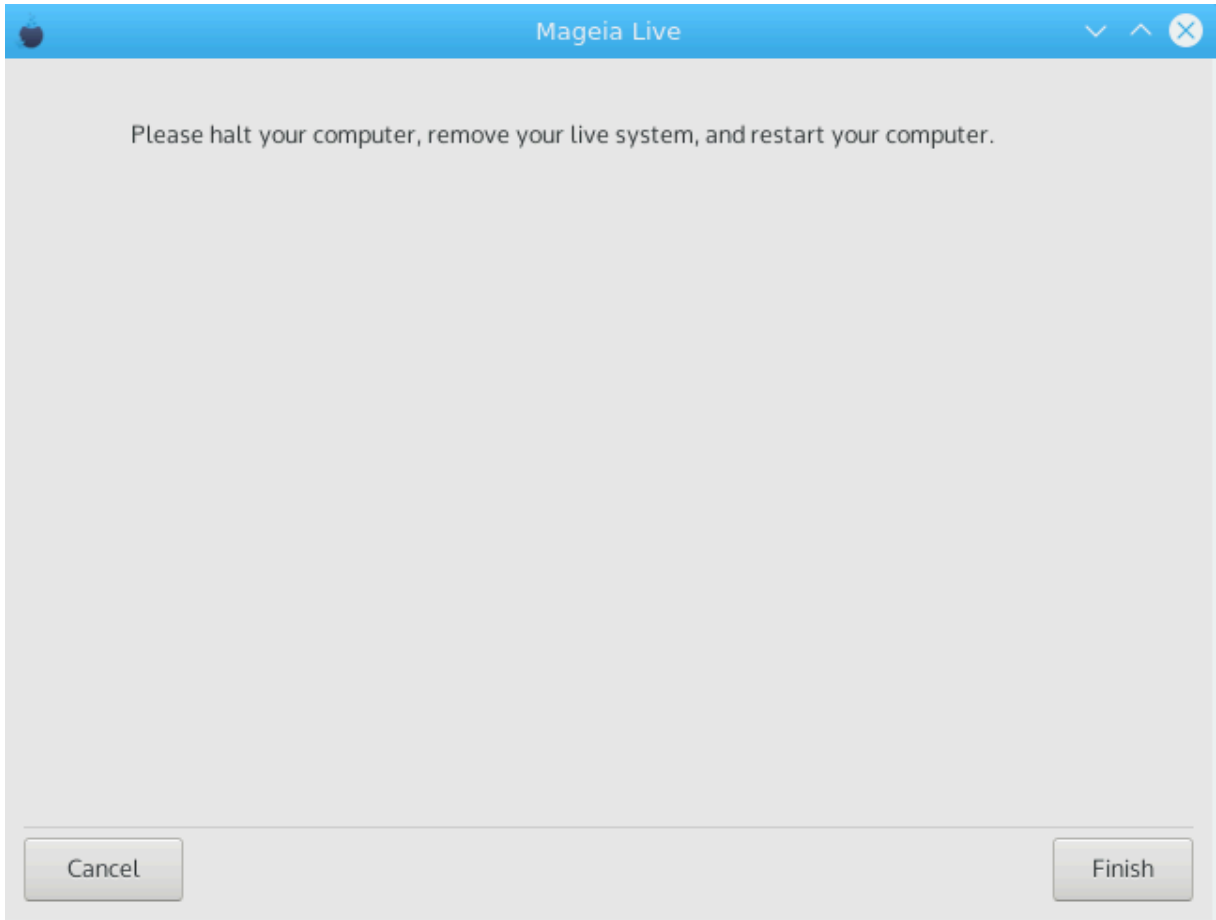 Mageia Live
Please halt your computer, remove your live system, and restart your computer.
Cancel
Finish